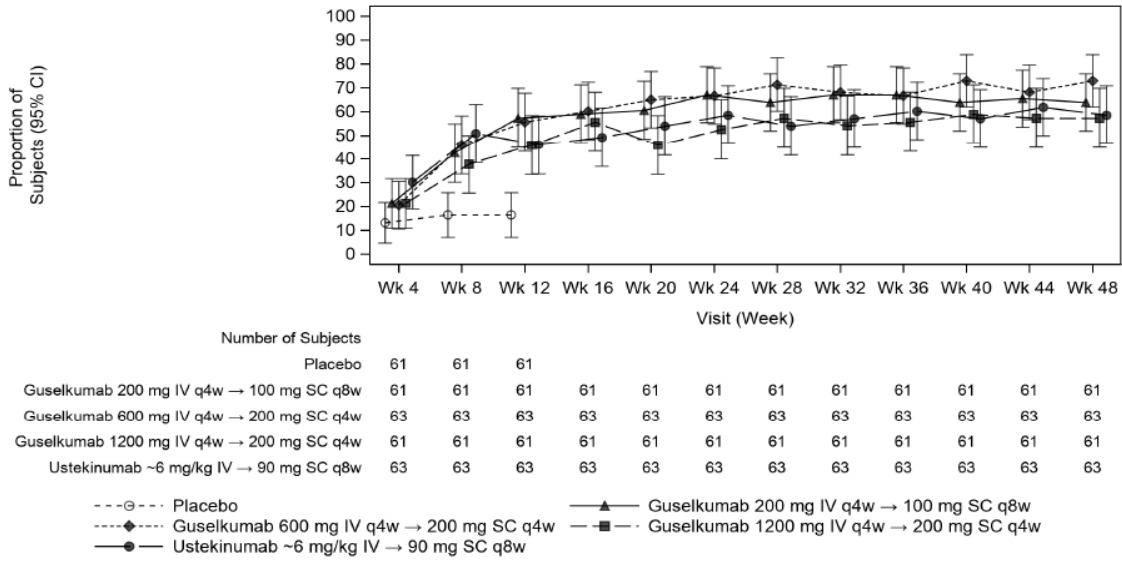 Proportion of
Subjects (95% CI)
100
90
80
70
60
50
40
30
20
10
0
Wk 4 Wk 8 Wk 12 Wk 16 Wk 20 Wk 24 Wk 28 Wk 32 Wk 36 Wk 40 Wk 44 Wk 48
Visit (Week)
Number of Subjects
Placebo 61 61 61
Guselkumab 200 mg IV q4w → 100 mg SC q8w 61 61 61 61 61 61 61 61 61 61 61 61
Guselkumab 600 mg IV q4w → 200 mg SC q4w 63 63 63 63 63 63 63 63 63 63 63 63
Guselkumab 1200 mg IV q4w → 200 mg SC q4w 61 61 61 61 61 61 61 61 61 61 61 61
Ustekinumab ~6 mg/kg IV → 90 mg SC q8w 63 63 63 63 63 63 63 63 63 63 63 63
Placebo Guselkumab 200 mg IV q4w → 100 mg SC q8w
Guselkumab 600 mg IV q4w → 200 mg SC q4w Guselkumab 1200 mg IV q4w → 200 mg SC q4w
Ustekinumab ~6 mg/kg IV → 90 mg SC q8w